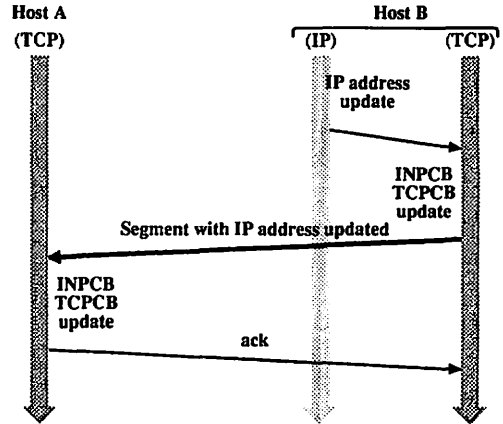 Host A
Host B
(TCP)
(IP)
(TCP)
IP address
update
INPCB
TCPCB
update
Segment with IP address updated
INPCB
TCPCB
update
ack